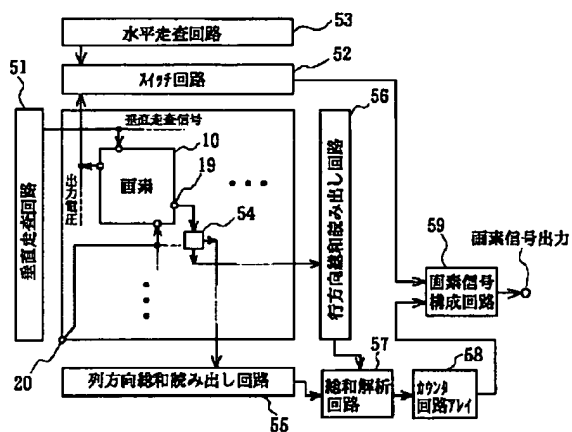 水平走査回路
53
スイッチ回路
52
51
垂直走査回路
垂直走査信号
出力電圧
画素
10
19
54
20
56
行方向総和読み出し回路
59
画素信号出力
画素信号
構成回路
57
総和解析
回路
58
カウンタ
回路アレイ
列方向総和読み出し回路
55